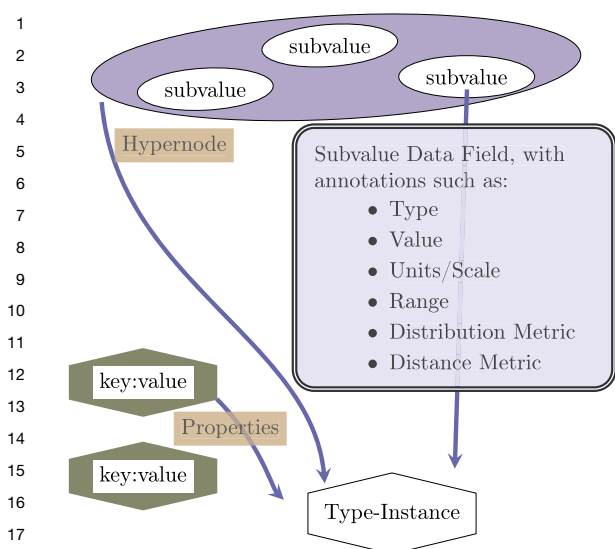 1
subvalue
2
subvalue
subvalue
3
4
Hypernode
5
Subvalue Data Field, with
annotations such as:
6
• Type
7
• Value
8
• Units/Scale
9
• Range
10
• Distribution Metric
11
• Distance Metric
12
key:value
13
Properties
14
15
key:value
16
Type-Instance
17